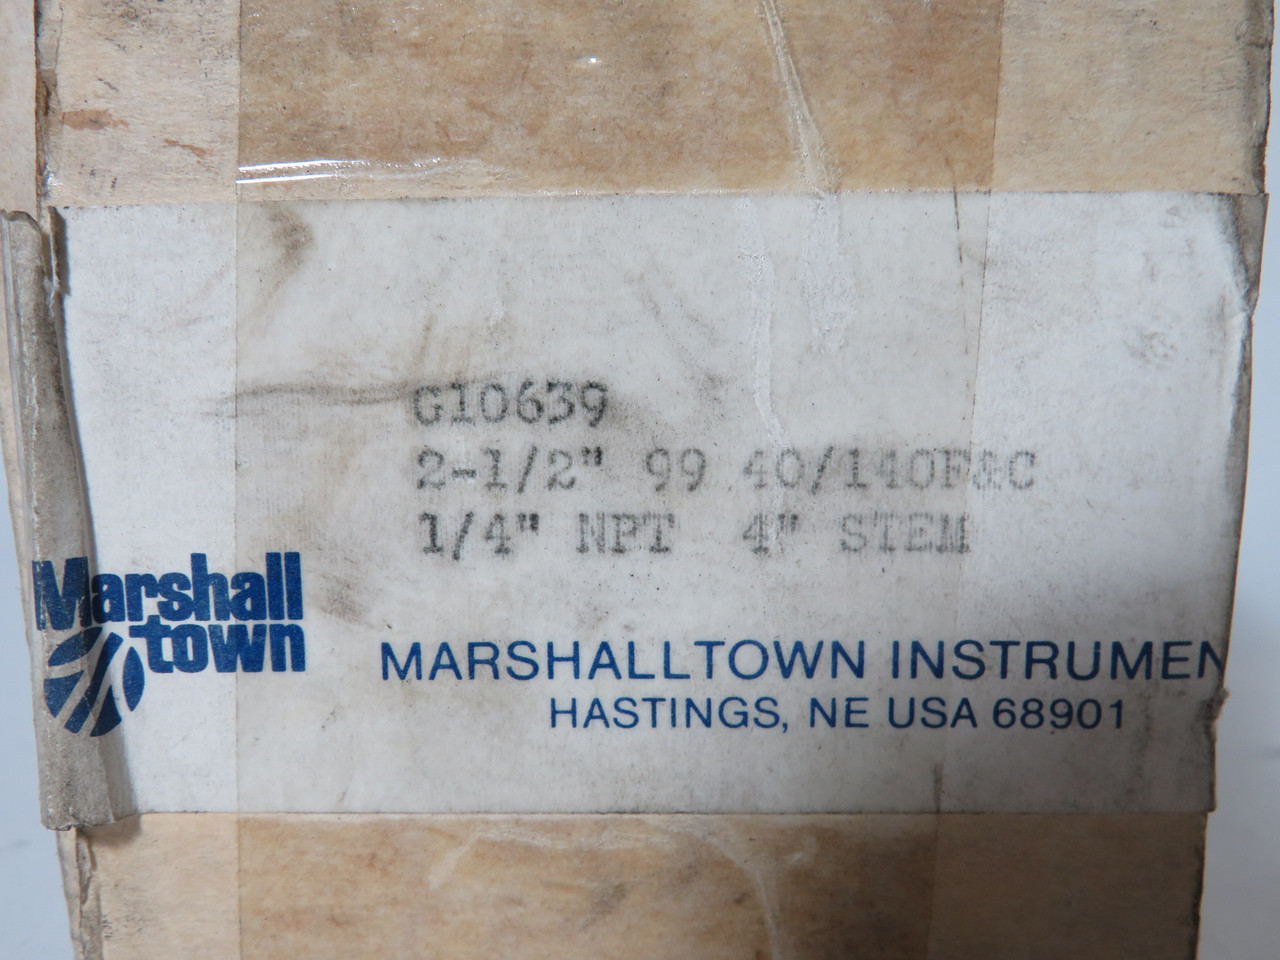 G10639
2-1/2" 99 40/140F&C
1/4" NPT 4" STEM
Marshall
town
MARSHALLTOWN INSTRUMEN
HASTINGS, NE USA 68901